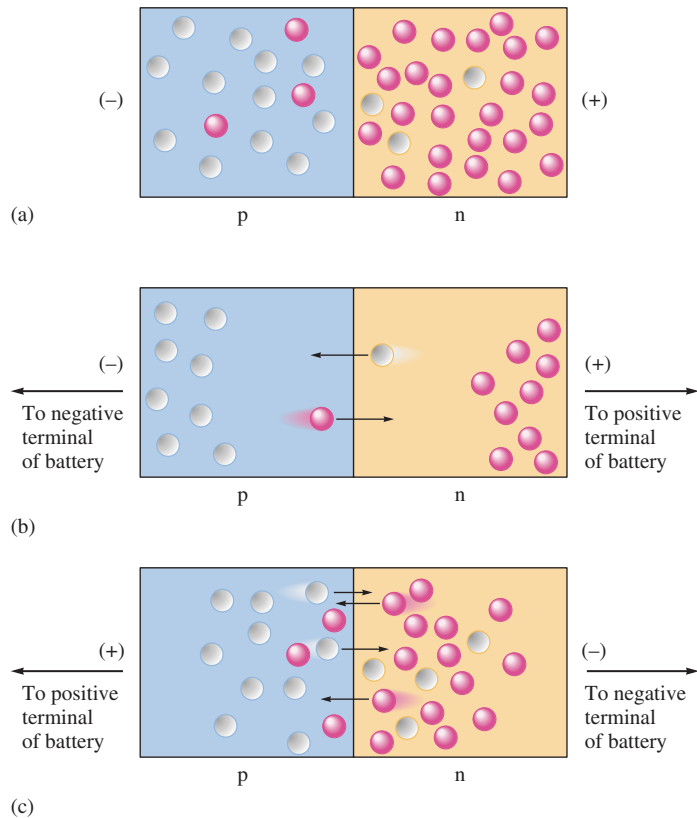 (–)
(+)
p
n
(a)
(–)
(+)
To negative
terminal
of battery
To positive
terminal
of battery
p
n
(b)
(+)
(–)
To positive
terminal
of battery
To negative
terminal
of battery
p
n
(c)